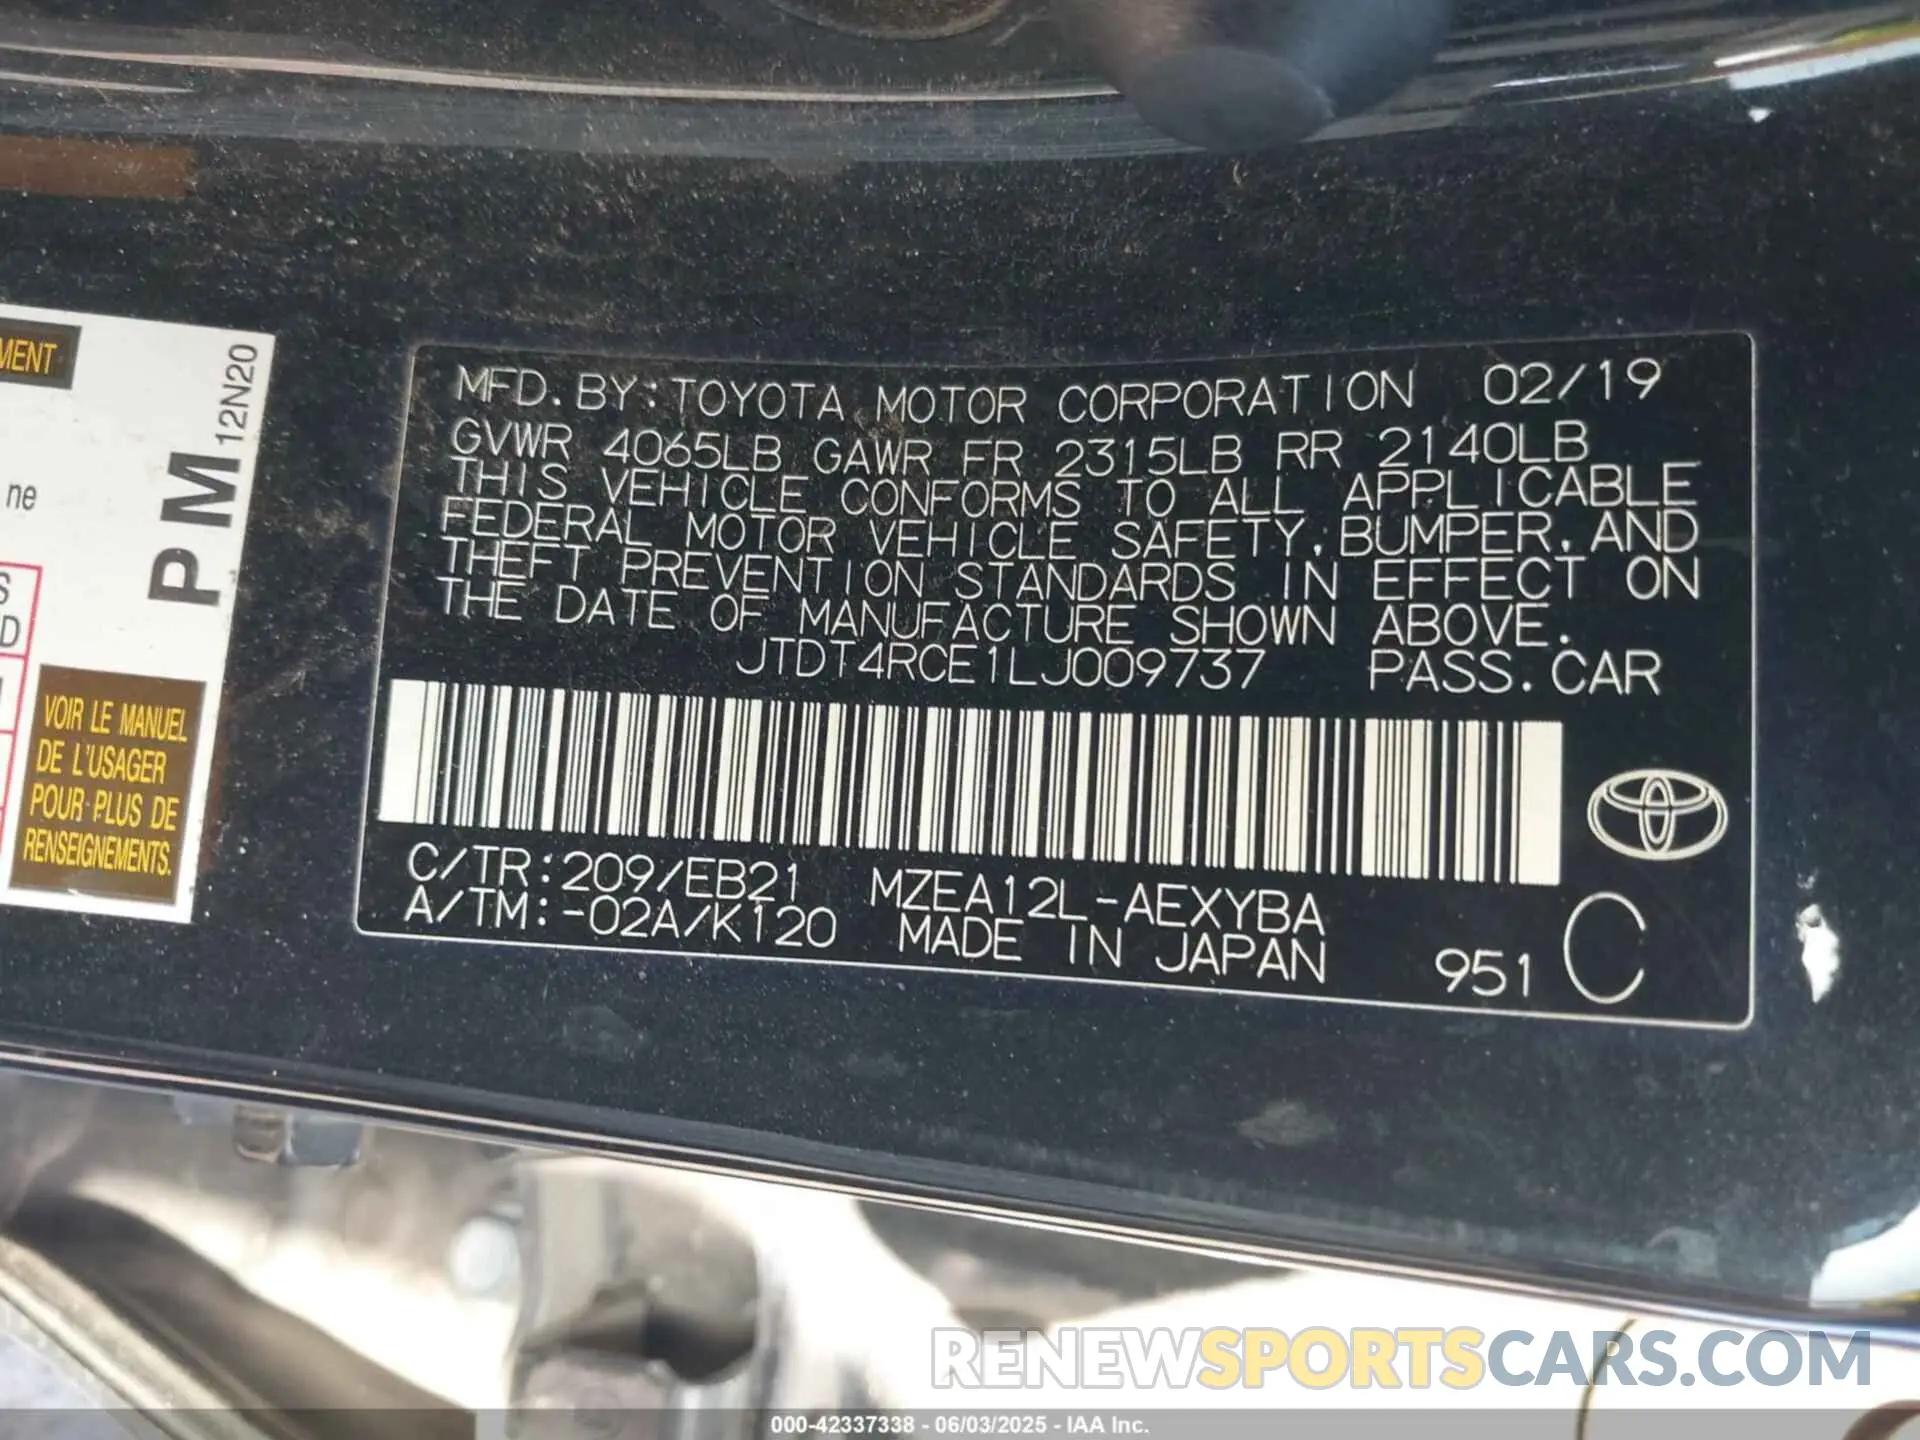 MENT
ne
S
D
PM 12N20
VOIR LE MANUEL
DE L'USAGER
POUR PLUS DE
RENSEIGNEMENTS.
MFD. BY: TOYOTA MOTOR CORPORATION 02/19
GVWR 4065LB GAWR FR 2315LB RR 2140LB
THIS VEHICLE CONFORMS TO ALL APPLICABLE
FEDERAL MOTOR VEHICLE SAFETY, BUMPER, AND
THEFT PREVENTION STANDARDS IN EFFECT ON
THE DATE OF MANUFACTURE SHOWN ABOVE.
JTDT4RCE1LJ009737 PASS. CAR
C/TR: 209/EB21 MZEA12L-AEXYBA
A/TM: -02A/K120 MADE IN JAPAN 951 C
RENEWSPORTSCARS.COM
000-42337338 - 06/03/2025 - IAA Inc.